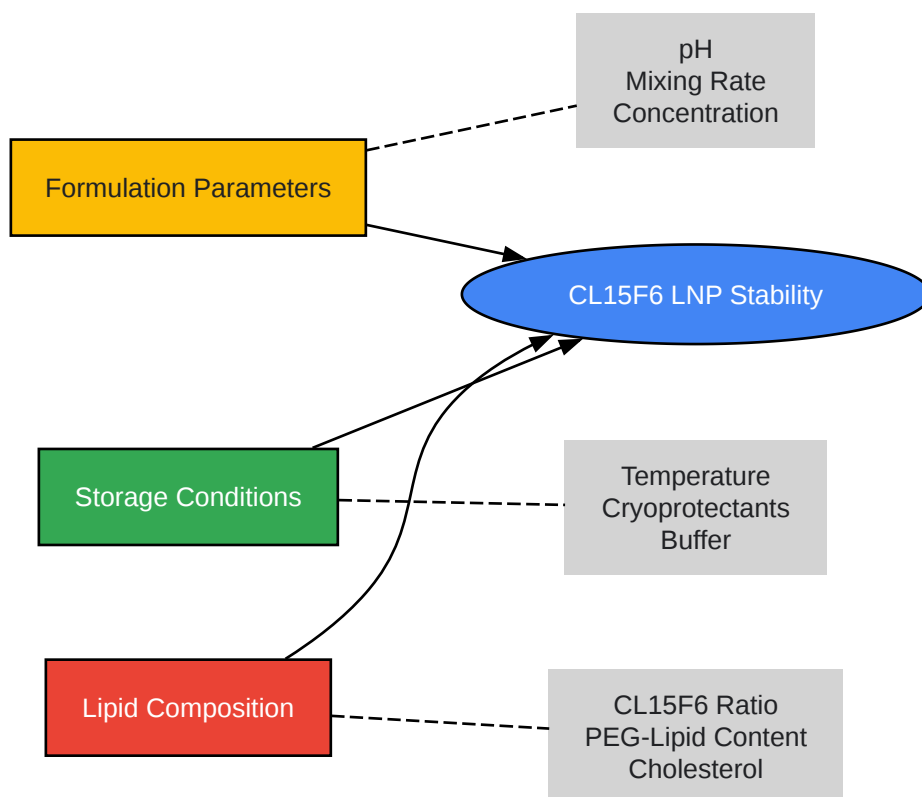 pH
Mixing Rate
Concentration
Formulation Parameters
CL15F6 LNP Stability
Storage Conditions
Temperature
Cryoprotectants
Buffer
Lipid Composition
CL15F6 Ratio
PEG-Lipid Content
Cholesterol